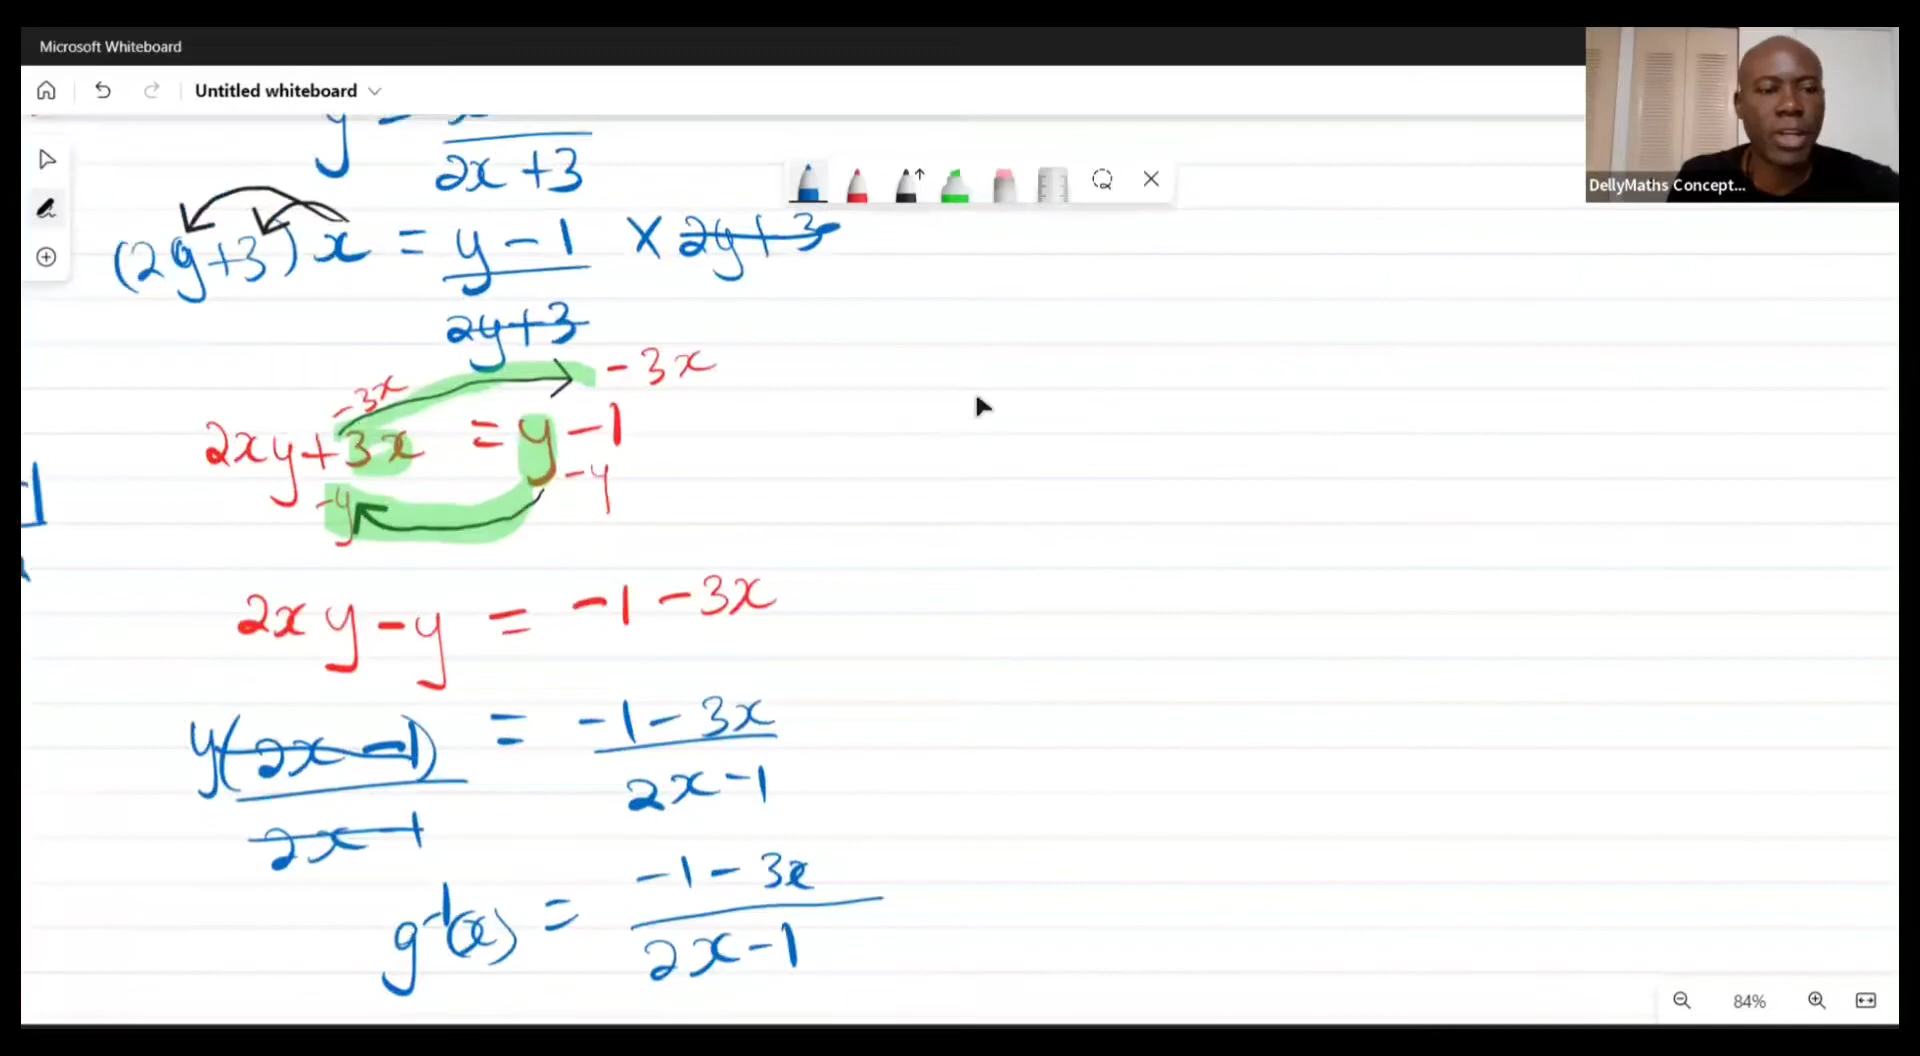 Microsoft Whiteboard
Untitled whiteboard
DellyMaths Concept...
2x + 3
(2y+3) x = y - 1 × 2y+3
2y+3
-3x -3x
2xy + 3x = y - 1
-y -y
2xy - y = -1 - 3x
y(2x - 1) = -1 - 3x
2x - 1 2x - 1
g⁻¹(x) = -1 - 3x
2x - 1
84%